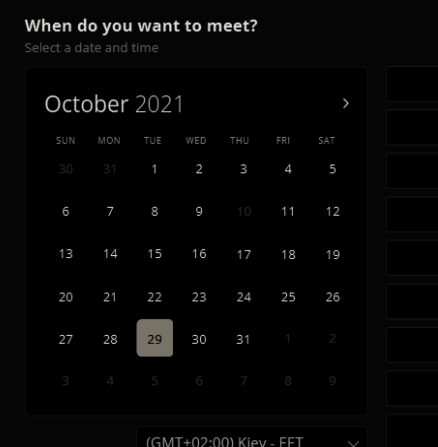 When do you want to meet?
Select a date and time
October 2021
SUN MON TUE WED THU FRI SAT
30 31 1 2 3 4 5
6 7 8 9 10 11 12
13 14 15 16 17 18 19
20 21 22 23 24 25 26
27 28 29 30 31 1 2
3 4 5 6 7 8 9
(GMT+02:00) Kiev - EET